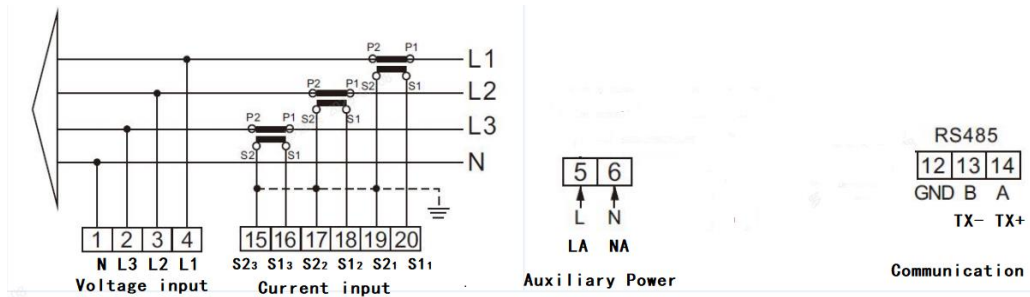 P2 P1
L1
P2 P1 S2 S1
L2
P2 P1 S2 S1
L3
S2 S1
N
RS485
5 6
12 13 14
L N
GND B A
LA NA
TX- TX+
1 2 3 4
15 16 17 18 19 20
N L3 L2 L1
S2₃ S1₃ S2₂ S1₂ S2₁ S1₁
Voltage input
Current input
Auxiliary Power
Communication